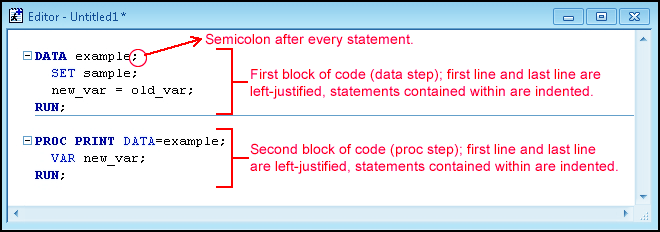 Editor - Untitled1 *
Semicolon after every statement.
DATA example;
SET sample;
new_var = old_var;
RUN;
First block of code (data step); first line and last line are
left-justified, statements contained within are indented.
PROC PRINT DATA=example;
VAR new_var;
RUN;
Second block of code (proc step); first line and last line
are left-justified, statements contained within are indented.